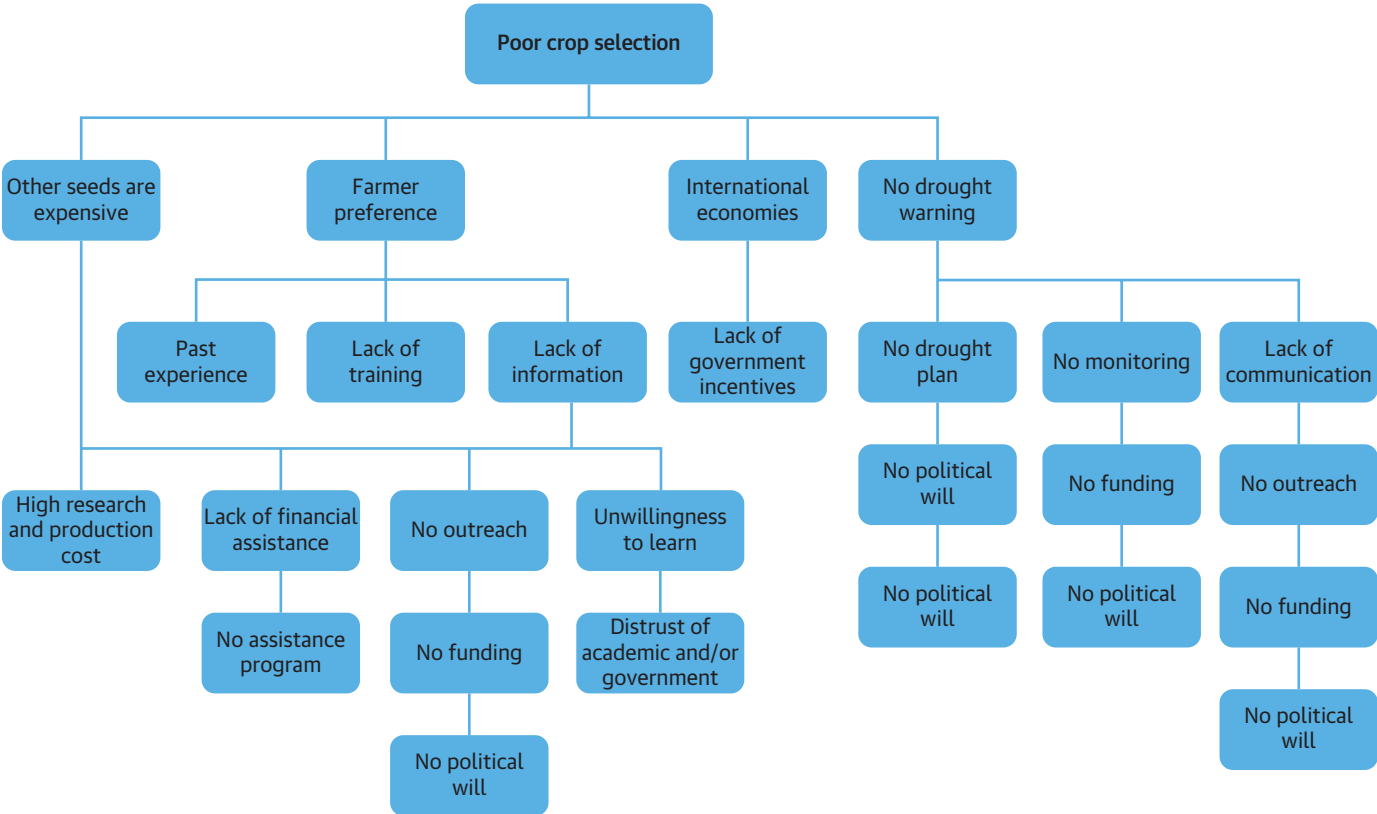 Poor crop selection
Other seeds are
expensive
Farmer
preference
International
economies
No drought
warning
Past
experience
Lack of
training
Lack of
information
Lack of
government
incentives
No drought
plan
No monitoring
Lack of
communication
No political
will
No funding
No outreach
High research
and production
cost
Lack of financial
assistance
No outreach
Unwillingness
to learn
No political
will
No political
will
No funding
No assistance
program
No funding
Distrust of
academic and/or
government
No political
will
No political
will